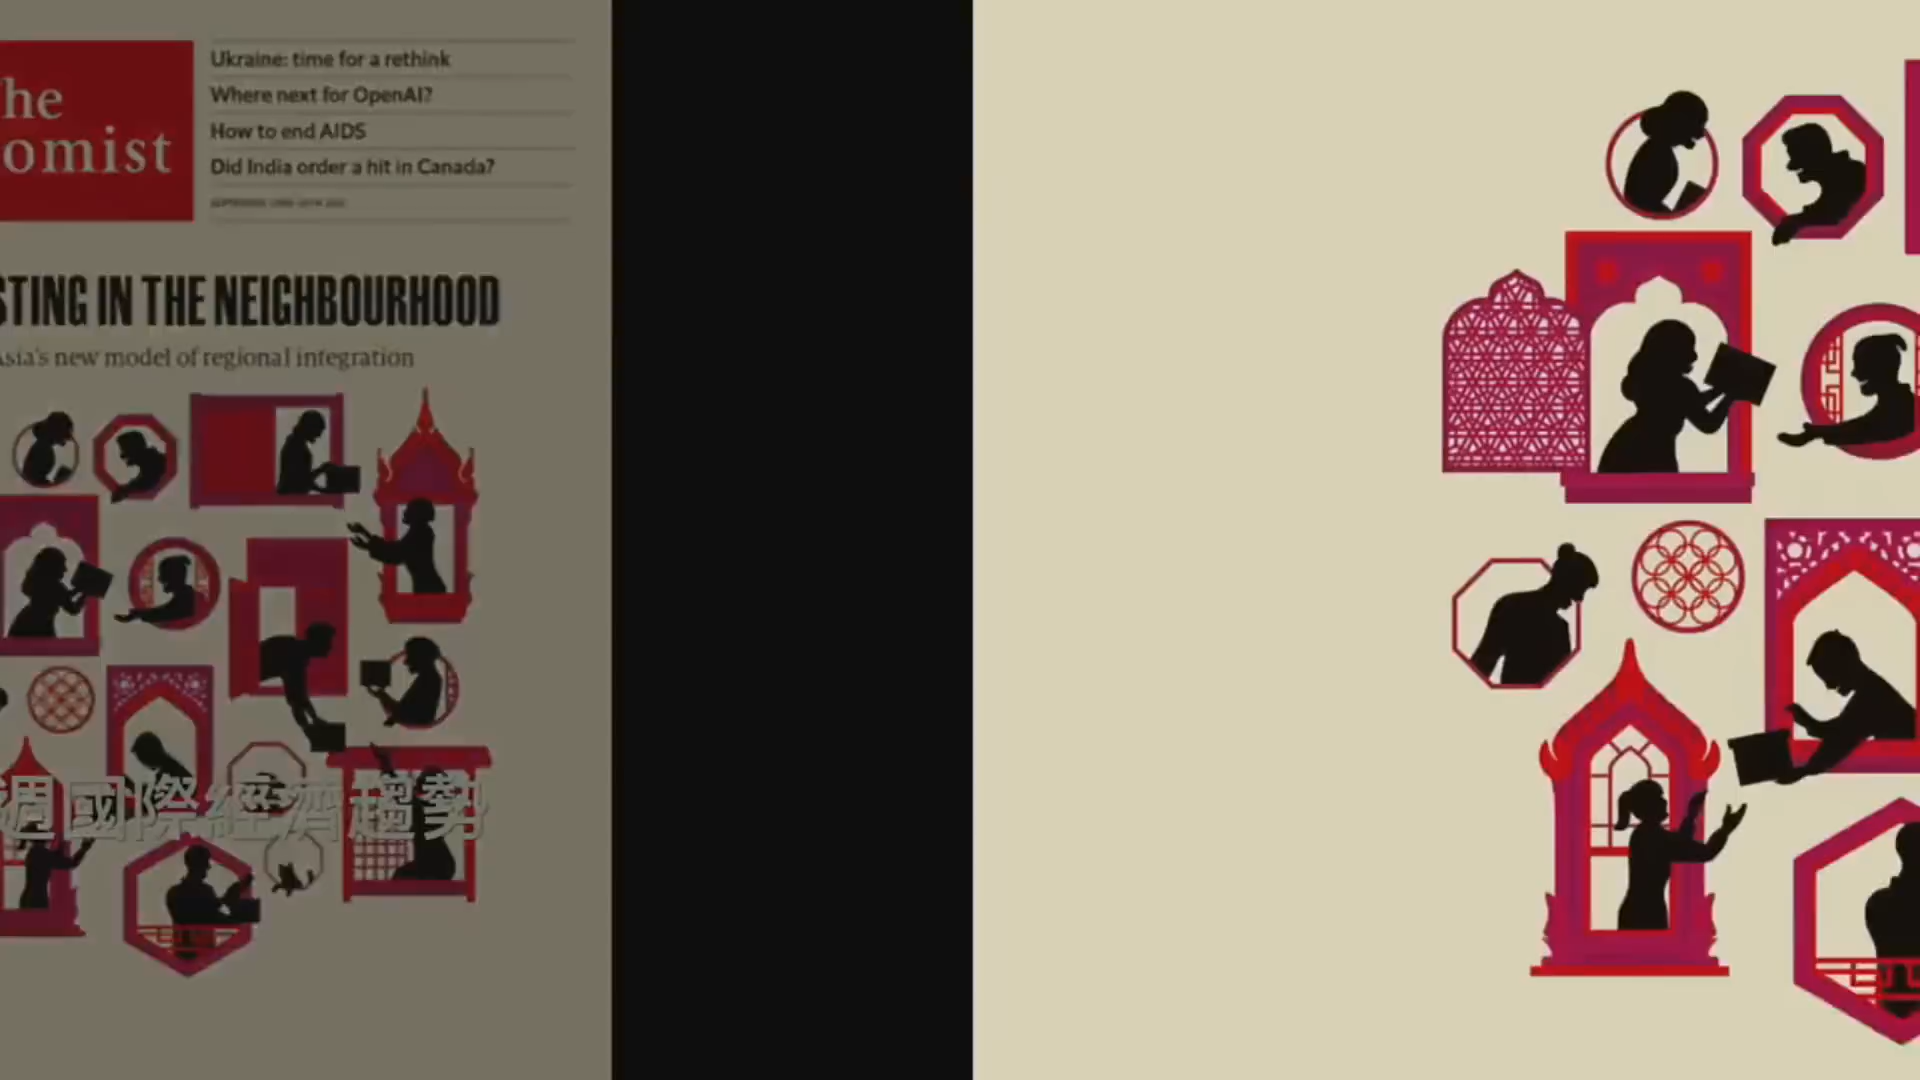 he
omist
Ukraine: time for a rethink
Where next for OpenAI?
How to end AIDS
Did India order a hit in Canada?
STING IN THE NEIGHBOURHOOD
Asia's new model of regional integration
週國際經濟趨勢